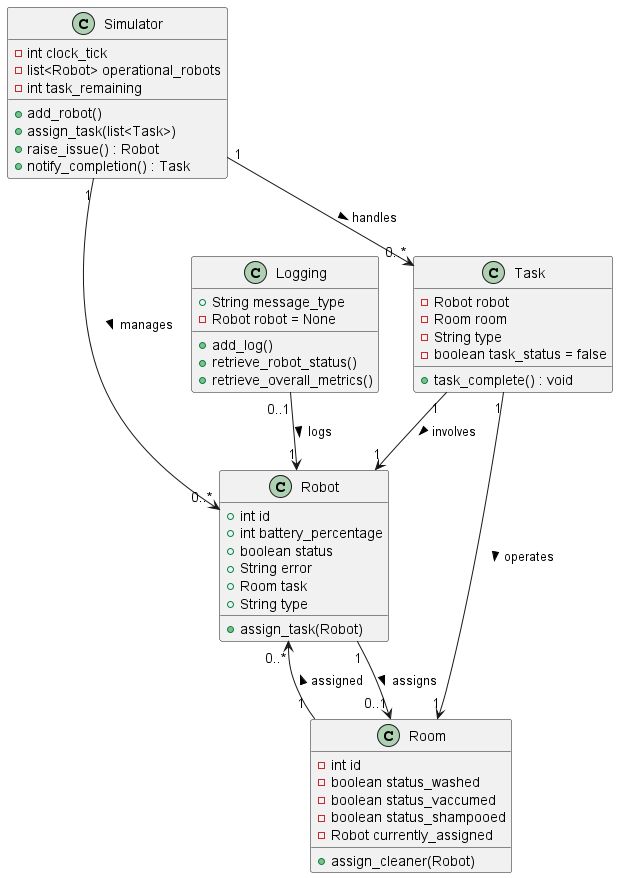 C Simulator
int clock_tick
list<Robot> operational_robots
int task_remaining
add_robot()
assign_task(list<Task>)
raise_issue() : Robot
notify_completion() : Task
1
1
handles
0..*
C Logging
String message_type
Robot robot = None
add_log()
retrieve_robot_status()
retrieve_overall_metrics()
C Task
Robot robot
Room room
String type
boolean task_status = false
task_complete() : void
manages
0..1
logs
1
1
involves
1
1
0..*
C Robot
int id
int battery_percentage
boolean status
String error
Room task
String type
assign_task(Robot)
operates
0..*
assigned
1
1
assigns
0..1
1
C Room
int id
boolean status_washed
boolean status_vaccumed
boolean status_shampooed
Robot currently_assigned
assign_cleaner(Robot)